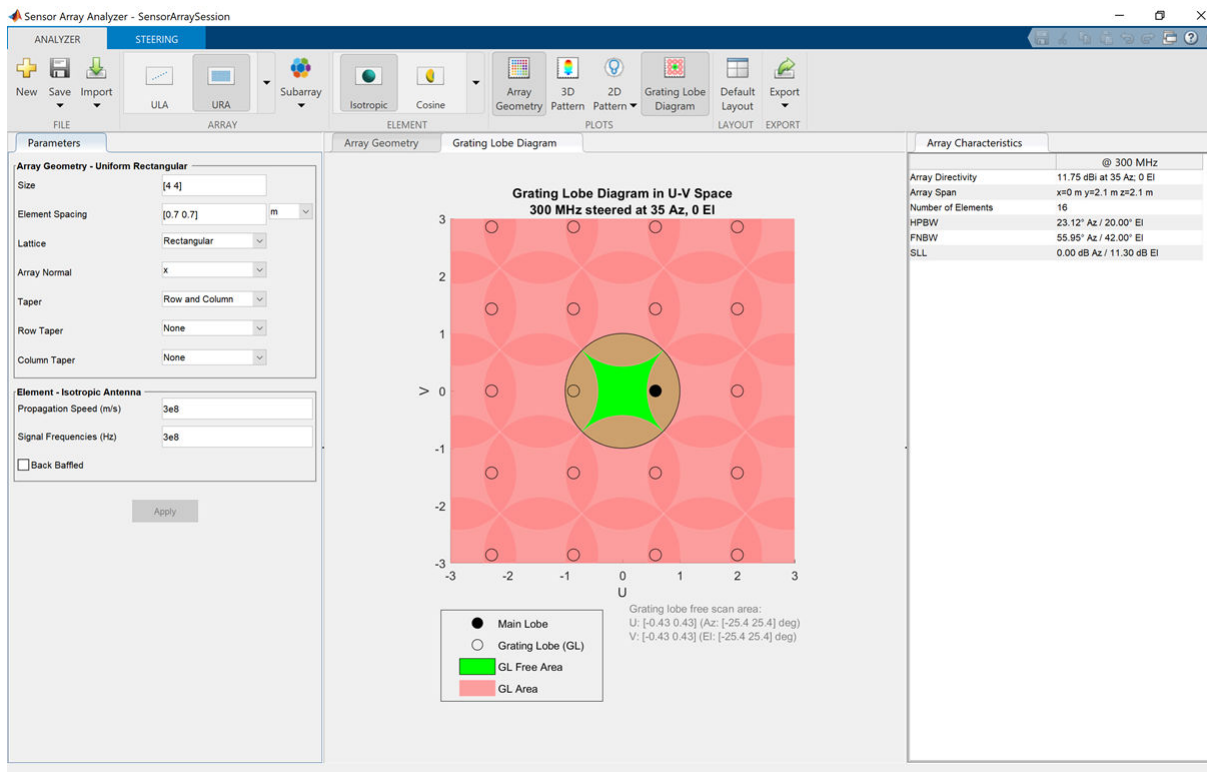 Sensor Array Analyzer - SensorArraySession
ANALYZER STEERING
New Save Import ULA URA Subarray Isotropic Cosine Array Geometry 3D Pattern 2D Pattern Grating Lobe Diagram Default Layout Export
FILE ARRAY ELEMENT PLOTS LAYOUT EXPORT
Parameters
Array Geometry - Uniform Rectangular
Size [4 4]
Element Spacing [0.7 0.7] m
Lattice Rectangular
Array Normal x
Taper Row and Column
Row Taper None
Column Taper None
Element - Isotropic Antenna
Propagation Speed (m/s) 3e8
Signal Frequencies (Hz) 3e8
Back Baffled
Apply
Array Geometry Grating Lobe Diagram
Grating Lobe Diagram in U-V Space
300 MHz steered at 35 Az, 0 El
3
2
1
0
-1
-2
-3
V
-3 -2 -1 0 1 2 3
U
Main Lobe
Grating Lobe (GL)
GL Free Area
GL Area
Grating lobe free scan area:
U: [-0.43 0.43] (Az: [-25.4 25.4] deg)
V: [-0.43 0.43] (El: [-25.4 25.4] deg)
Array Characteristics
@ 300 MHz
Array Directivity 11.75 dBi at 35 Az; 0 El
Array Span x=0 m y=2.1 m z=2.1 m
Number of Elements 16
HPBW 23.12° Az / 20.00° El
FNBW 55.95° Az / 42.00° El
SLL 0.00 dB Az / 11.30 dB El